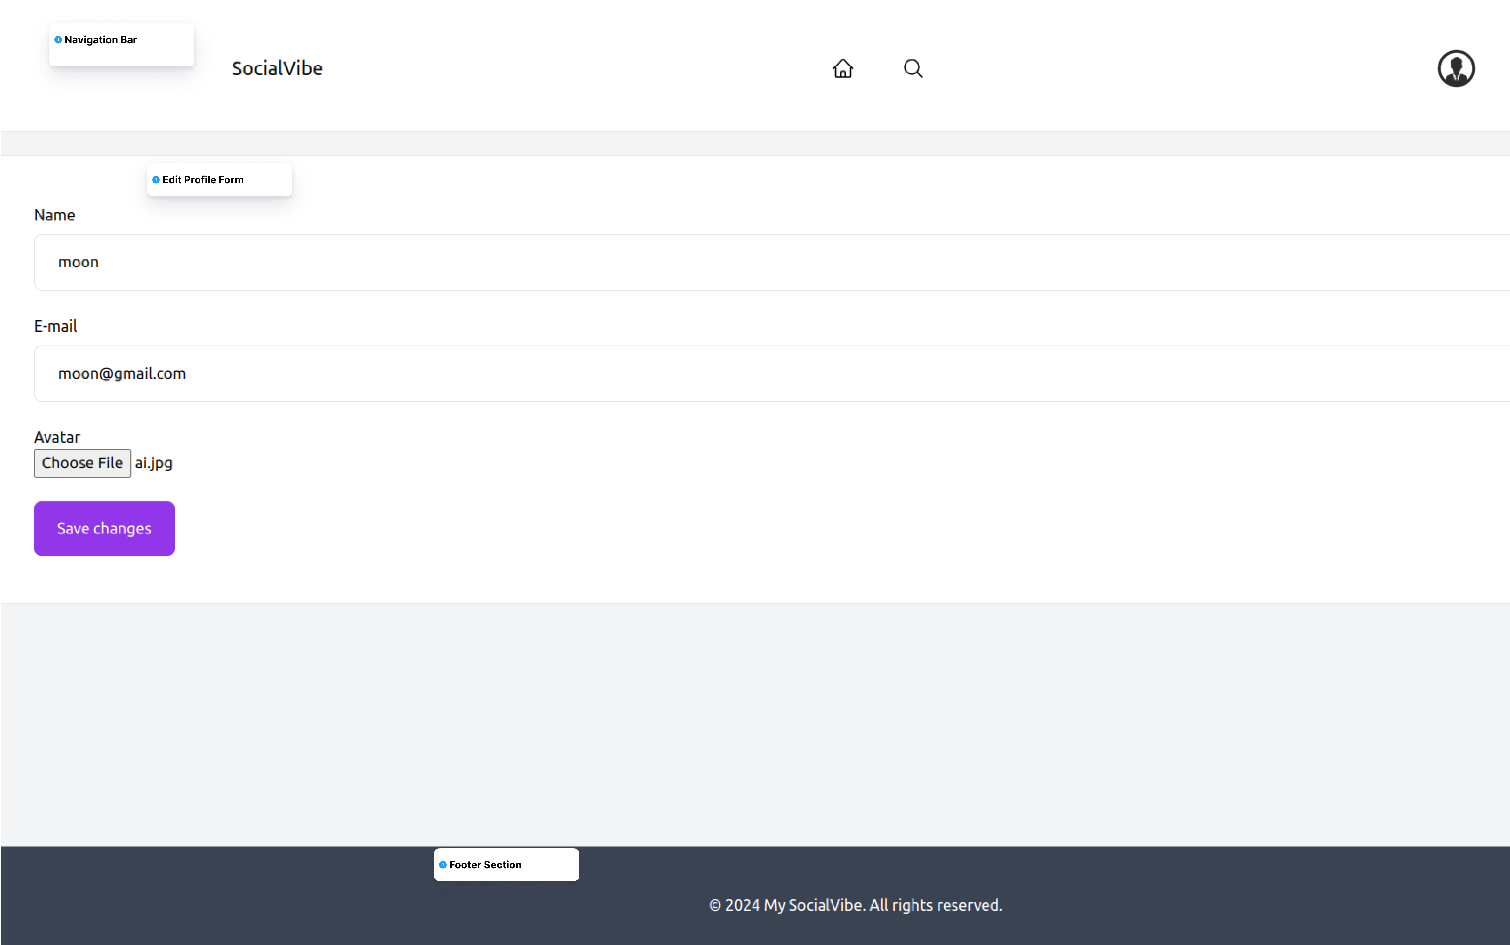 Navigation Bar
SocialVibe
Edit Profile Form
Name
moon
E-mail
moon@gmail.com
Avatar
Choose File ai.jpg
Save changes
Footer Section
© 2024 My SocialVibe. All rights reserved.